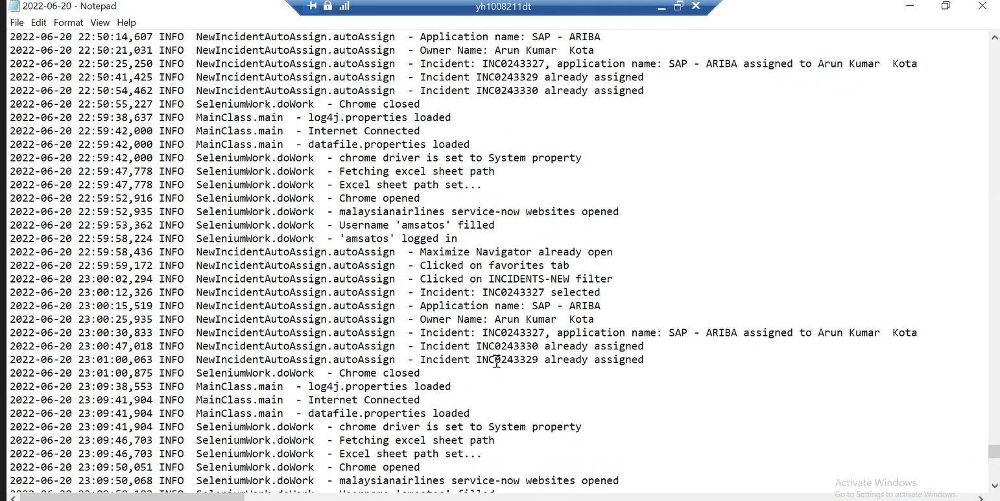 2022-06-20 - Notepad
yh1008211dt
File Edit Format View Help
2022-06-20 22:50:14,607 INFO NewIncidentAutoAssign.autoAssign - Application name: SAP - ARIBA
2022-06-20 22:50:21,031 INFO NewIncidentAutoAssign.autoAssign - Owner Name: Arun Kumar Kota
2022-06-20 22:50:25,250 INFO NewIncidentAutoAssign.autoAssign - Incident: INC0243327, application name: SAP - ARIBA assigned to Arun Kumar Kota
2022-06-20 22:50:41,425 INFO NewIncidentAutoAssign.autoAssign - Incident INC0243329 already assigned
2022-06-20 22:50:54,462 INFO NewIncidentAutoAssign.autoAssign - Incident INC0243330 already assigned
2022-06-20 22:50:55,227 INFO SeleniumWork.doWork - Chrome closed
2022-06-20 22:59:38,637 INFO MainClass.main - log4j.properties loaded
2022-06-20 22:59:42,000 INFO MainClass.main - Internet Connected
2022-06-20 22:59:42,000 INFO MainClass.main - datafile.properties loaded
2022-06-20 22:59:42,000 INFO SeleniumWork.doWork - chrome driver is set to System property
2022-06-20 22:59:47,778 INFO SeleniumWork.doWork - Fetching excel sheet path
2022-06-20 22:59:47,778 INFO SeleniumWork.doWork - Excel sheet path set...
2022-06-20 22:59:52,916 INFO SeleniumWork.doWork - Chrome opened
2022-06-20 22:59:52,935 INFO SeleniumWork.doWork - malaysianairlines service-now websites opened
2022-06-20 22:59:53,362 INFO SeleniumWork.doWork - Username 'amsatos' filled
2022-06-20 22:59:58,224 INFO SeleniumWork.doWork - 'amsatos' logged in
2022-06-20 22:59:58,436 INFO NewIncidentAutoAssign.autoAssign - Maximize Navigator already open
2022-06-20 22:59:59,172 INFO NewIncidentAutoAssign.autoAssign - Clicked on favorites tab
2022-06-20 23:00:02,294 INFO NewIncidentAutoAssign.autoAssign - Clicked on INCIDENTS-NEW filter
2022-06-20 23:00:12,326 INFO NewIncidentAutoAssign.autoAssign - Incident: INC0243327 selected
2022-06-20 23:00:15,519 INFO NewIncidentAutoAssign.autoAssign - Application name: SAP - ARIBA
2022-06-20 23:00:25,935 INFO NewIncidentAutoAssign.autoAssign - Owner Name: Arun Kumar Kota
2022-06-20 23:00:30,833 INFO NewIncidentAutoAssign.autoAssign - Incident: INC0243327, application name: SAP - ARIBA assigned to Arun Kumar Kota
2022-06-20 23:00:47,018 INFO NewIncidentAutoAssign.autoAssign - Incident INC0243330 already assigned
2022-06-20 23:01:00,063 INFO NewIncidentAutoAssign.autoAssign - Incident INC0243329 already assigned
2022-06-20 23:01:00,875 INFO SeleniumWork.doWork - Chrome closed
2022-06-20 23:09:38,553 INFO MainClass.main - log4j.properties loaded
2022-06-20 23:09:41,904 INFO MainClass.main - Internet Connected
2022-06-20 23:09:41,904 INFO MainClass.main - datafile.properties loaded
2022-06-20 23:09:41,904 INFO SeleniumWork.doWork - chrome driver is set to System property
2022-06-20 23:09:46,703 INFO SeleniumWork.doWork - Fetching excel sheet path
2022-06-20 23:09:46,703 INFO SeleniumWork.doWork - Excel sheet path set...
2022-06-20 23:09:50,051 INFO SeleniumWork.doWork - Chrome opened
2022-06-20 23:09:50,068 INFO SeleniumWork.doWork - malaysianairlines service-now websites opened
Activate Windows
Go to Settings to activate Windows.